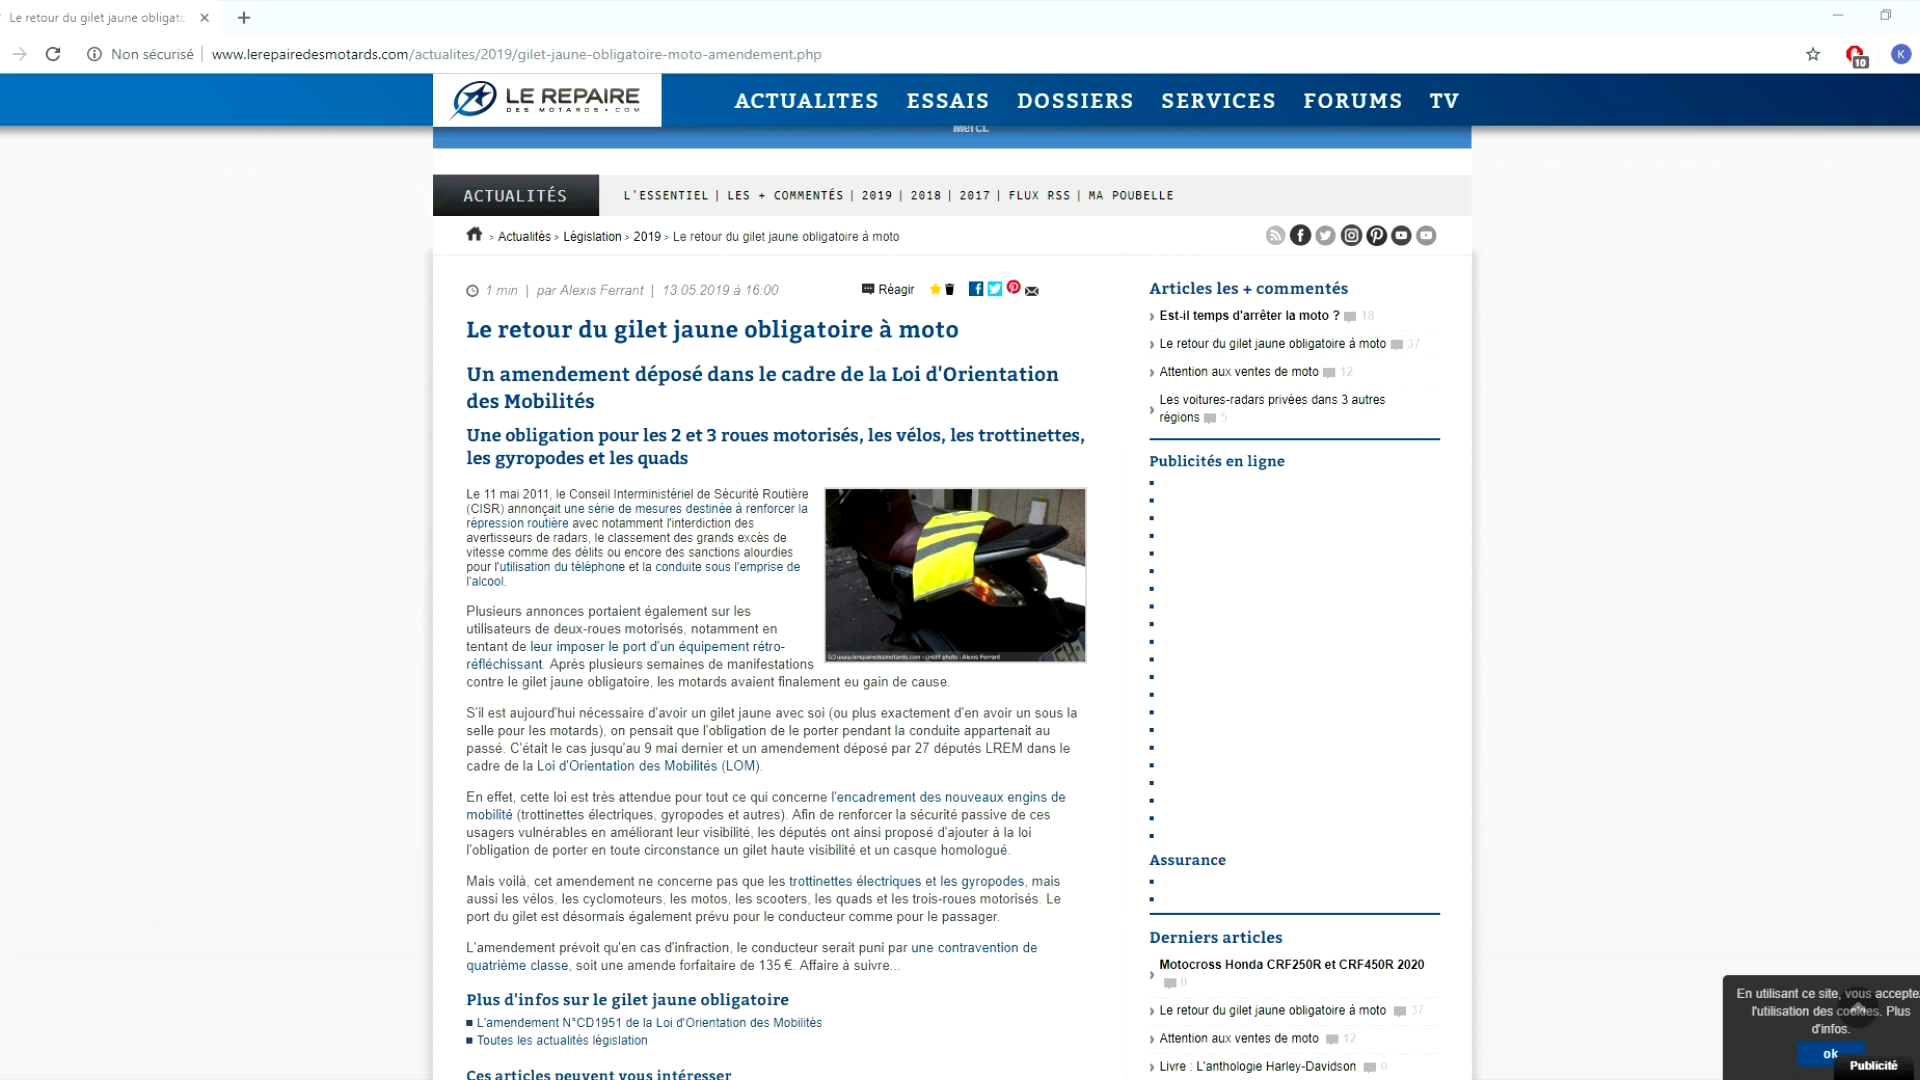 Le retour du gilet jaune obligato
Non sécurisé | www.lerepairedesmotards.com/actualites/2019/gilet-jaune-obligatoire-moto-amendement.php
10
K
LE REPAIRE
DES MOTARDS.COM
ACTUALITES ESSAIS DOSSIERS SERVICES FORUMS TV
Merci.
ACTUALITÉS
L'ESSENTIEL | LES + COMMENTÉS | 2019 | 2018 | 2017 | FLUX RSS | MA POUBELLE
> Actualités > Législation > 2019 > Le retour du gilet jaune obligatoire à moto
1 min | par Alexis Ferrant | 13.05.2019 à 16:00
Réagir
Le retour du gilet jaune obligatoire à moto
Un amendement déposé dans le cadre de la Loi d'Orientation
des Mobilités
Une obligation pour les 2 et 3 roues motorisés, les vélos, les trottinettes,
les gyropodes et les quads
Le 11 mai 2011, le Conseil Interministériel de Sécurité Routière
(CISR) annonçait une série de mesures destinée à renforcer la
répression routière avec notamment l'interdiction des
avertisseurs de radars, le classement des grands excès de
vitesse comme des délits ou encore des sanctions alourdies
pour l'utilisation du téléphone et la conduite sous l'emprise de
l'alcool.
(c) www.lerepairedesmotards.com - crédit photo : Alexis Ferrant
Plusieurs annonces portaient également sur les
utilisateurs de deux-roues motorisés, notamment en
tentant de leur imposer le port d'un équipement rétro-
réfléchissant. Après plusieurs semaines de manifestations
contre le gilet jaune obligatoire, les motards avaient finalement eu gain de cause.
S'il est aujourd'hui nécessaire d'avoir un gilet jaune avec soi (ou plus exactement d'en avoir un sous la
selle pour les motards), on pensait que l'obligation de le porter pendant la conduite appartenait au
passé. C'était le cas jusqu'au 9 mai dernier et un amendement déposé par 27 députés LREM dans le
cadre de la Loi d'Orientation des Mobilités (LOM).
En effet, cette loi est très attendue pour tout ce qui concerne l'encadrement des nouveaux engins de
mobilité (trottinettes électriques, gyropodes et autres). Afin de renforcer la sécurité passive de ces
usagers vulnérables en améliorant leur visibilité, les députés ont ainsi proposé d'ajouter à la loi
l'obligation de porter en toute circonstance un gilet haute visibilité et un casque homologué.
Mais voilà, cet amendement ne concerne pas que les trottinettes électriques et les gyropodes, mais
aussi les vélos, les cyclomoteurs, les motos, les scooters, les quads et les trois-roues motorisés. Le
port du gilet est désormais également prévu pour le conducteur comme pour le passager.
L'amendement prévoit qu'en cas d'infraction, le conducteur serait puni par une contravention de
quatrième classe, soit une amende forfaitaire de 135 €. Affaire à suivre...
Plus d'infos sur le gilet jaune obligatoire
L'amendement N°CD1951 de la Loi d'Orientation des Mobilités
Toutes les actualités législation
Ces articles peuvent vous intéresser
Articles les + commentés
Est-il temps d'arrêter la moto ? 18
Le retour du gilet jaune obligatoire à moto 37
Attention aux ventes de moto 12
Les voitures-radars privées dans 3 autres
régions 5
Publicités en ligne
Assurance
Derniers articles
Motocross Honda CRF250R et CRF450R 2020
0
Le retour du gilet jaune obligatoire à moto 37
Attention aux ventes de moto 12
Livre : L'anthologie Harley-Davidson 0
En utilisant ce site, vous acceptez
l'utilisation des cookies. Plus
d'infos.
ok
Publicité